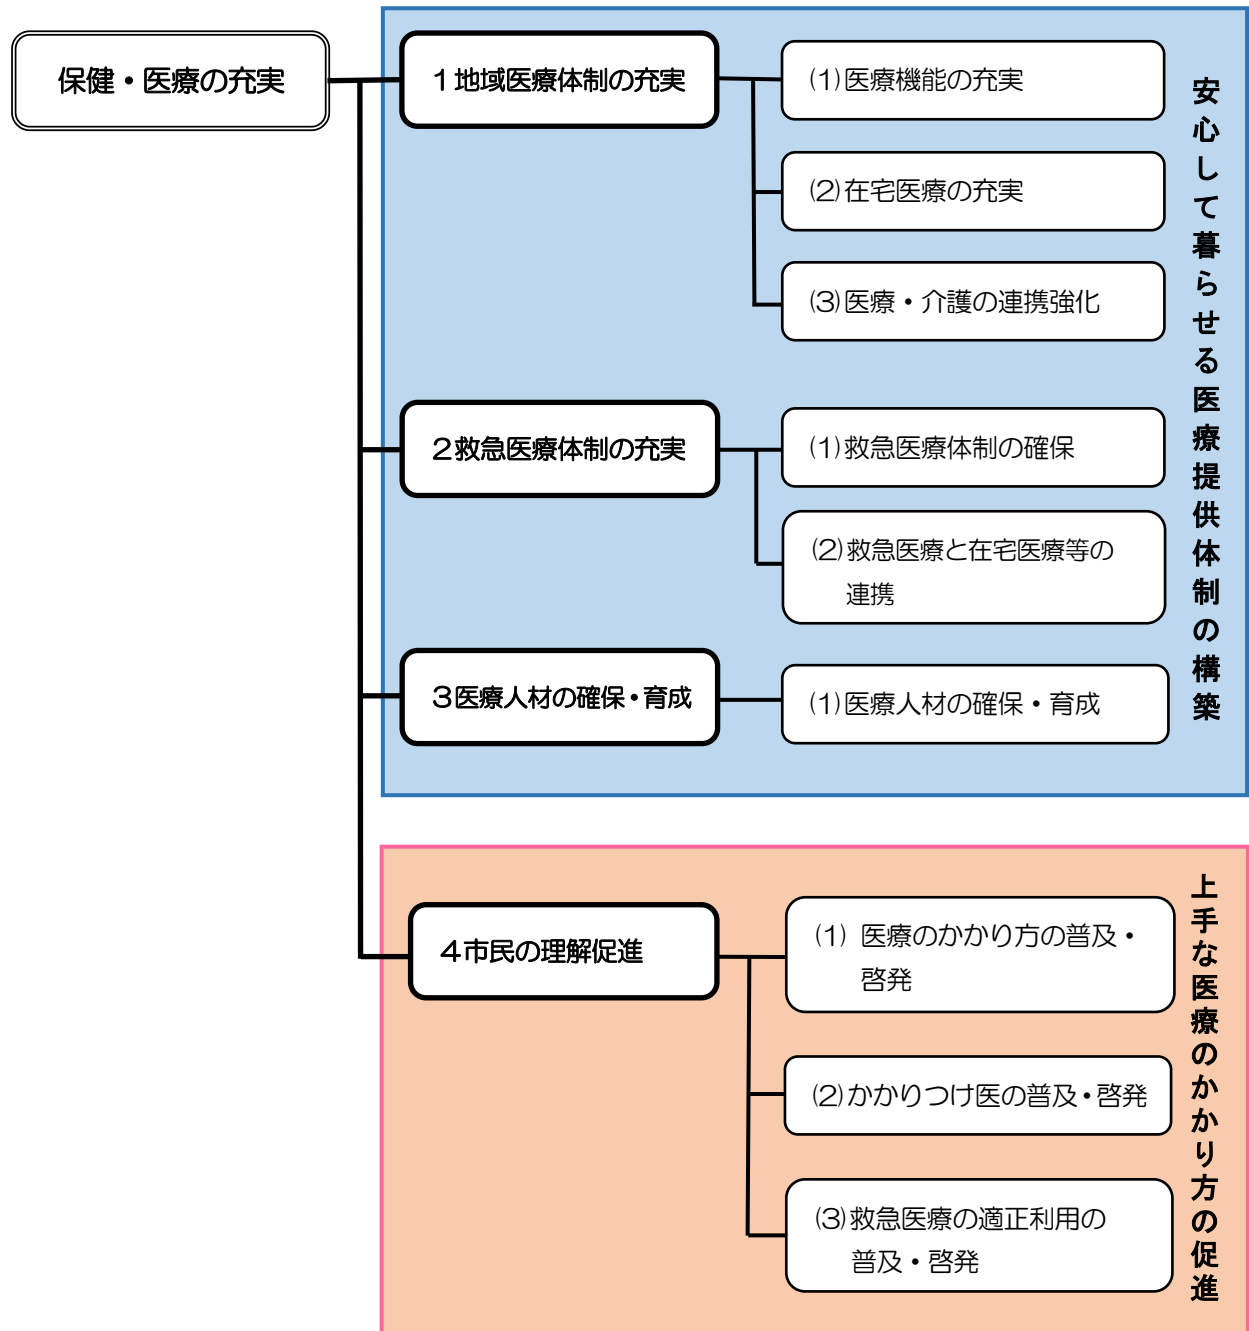 保健・医療の充実
1地域医療体制の充実
(1)医療機能の充実
(2)在宅医療の充実
(3)医療・介護の連携強化
2救急医療体制の充実
(1)救急医療体制の確保
(2)救急医療と在宅医療等の
連携
3医療人材の確保・育成
(1)医療人材の確保・育成
安心して暮らせる医療提供体制の構築
4市民の理解促進
(1) 医療のかかり方の普及・
啓発
(2)かかりつけ医の普及・啓発
(3)救急医療の適正利用の
普及・啓発
上手な医療のかかり方の促進